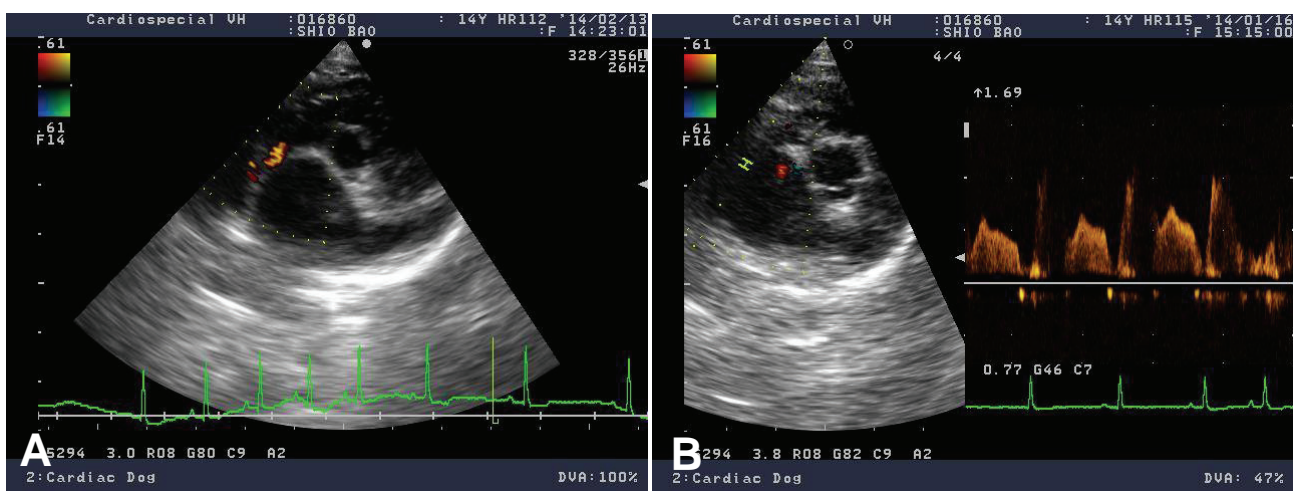 Cardiospecial VH :016860 : 14Y HR112 '14/02/13
:SHIO BAO :F 14:23:01
.61
328/3561
26Hz
.61
F14
A
5294 3.0 R08 G80 C9 A2
2:Cardiac Dog DVA:100%
Cardiospecial VH :016860 : 14Y HR115 '14/01/16
:SHIO BAO :F 15:15:00
.61
4/4
↑1.69
.61
F16
H
0.77 G46 C7
B
294 3.8 R08 G82 C9 A2
2:Cardiac Dog DVA: 47%